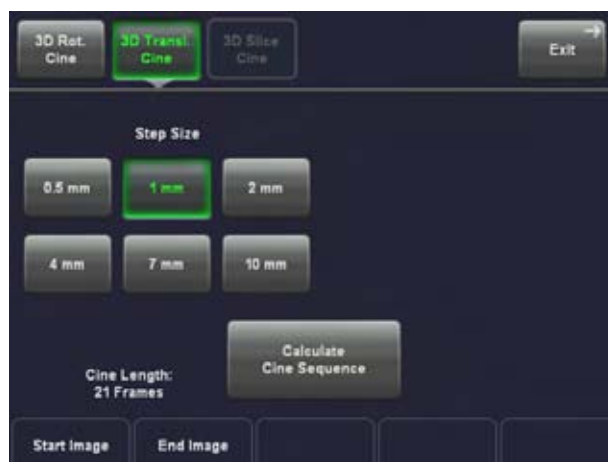 3D Rot.
Cine
3D Transl.
Cine
3D Slice
Cine
Exit
Step Size
0.5 mm
1 mm
2 mm
4 mm
7 mm
10 mm
Calculate
Cine Sequence
Cine Length:
21 Frames
Start Image
End Image